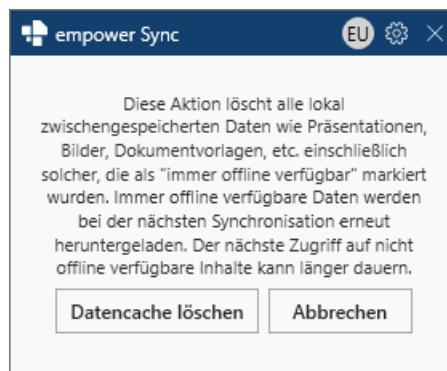 empower Sync EU
Diese Aktion löscht alle lokal
zwischengespeicherten Daten wie Präsentationen,
Bilder, Dokumentvorlagen, etc. einschließlich
solcher, die als "immer offline verfügbar" markiert
wurden. Immer offline verfügbare Daten werden
bei der nächsten Synchronisation erneut
heruntergeladen. Der nächste Zugriff auf nicht
offline verfügbare Inhalte kann länger dauern.
Datencache löschen Abbrechen